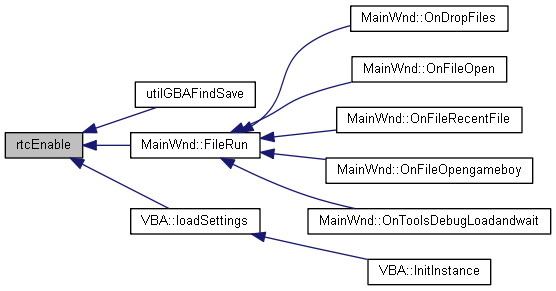 MainWnd::OnDropFiles
MainWnd::OnFileOpen
utilGBAFindSave
MainWnd::OnFileRecentFile
rtcEnable
MainWnd::FileRun
MainWnd::OnFileOpengameboy
VBA::loadSettings
MainWnd::OnToolsDebugLoadandwait
VBA::InitInstance